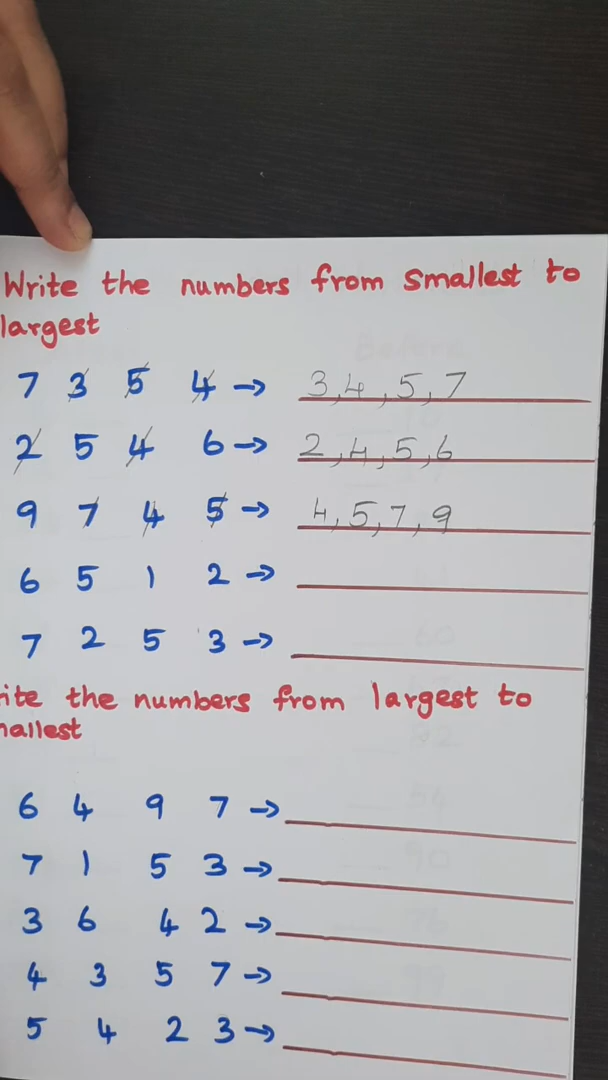 Write the numbers from smallest to
largest
7 3 5 4 → 3,4,5,7
2 5 4 6 → 2,4,5,6
9 7 4 5 → 4,5,7,9
6 5 1 2 →
7 2 5 3 →
ite the numbers from largest to
mallest
6 4 9 7 →
7 1 5 3 →
3 6 4 2 →
4 3 5 7 →
5 4 2 3 →